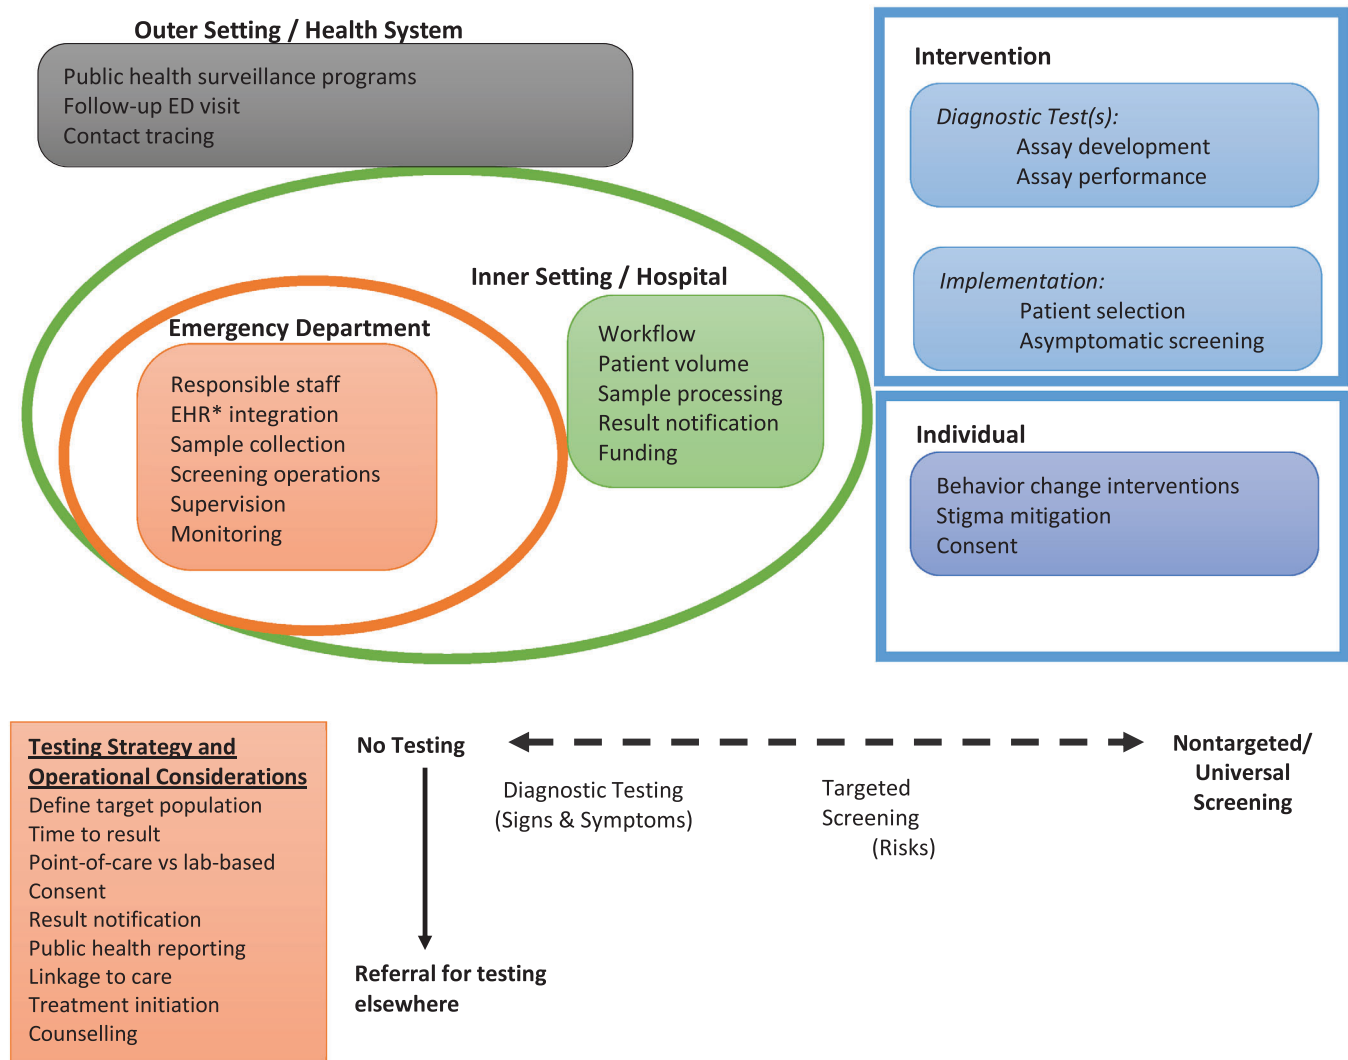 Outer Setting / Health System
Public health surveillance programs
Follow-up ED visit
Contact tracing
Inner Setting / Hospital
Workflow
Patient volume
Sample processing
Result notification
Funding
Emergency Department
Responsible staff
EHR* integration
Sample collection
Screening operations
Supervision
Monitoring
Intervention
Diagnostic Test(s):
Assay development
Assay performance
Implementation:
Patient selection
Asymptomatic screening
Individual
Behavior change interventions
Stigma mitigation
Consent
Testing Strategy and
Operational Considerations
Define target population
Time to result
Point-of-care vs lab-based
Consent
Result notification
Public health reporting
Linkage to care
Treatment initiation
Counselling
No Testing
Referral for testing
elsewhere
Diagnostic Testing
(Signs & Symptoms)
Targeted
Screening
(Risks)
Nontargeted/
Universal
Screening